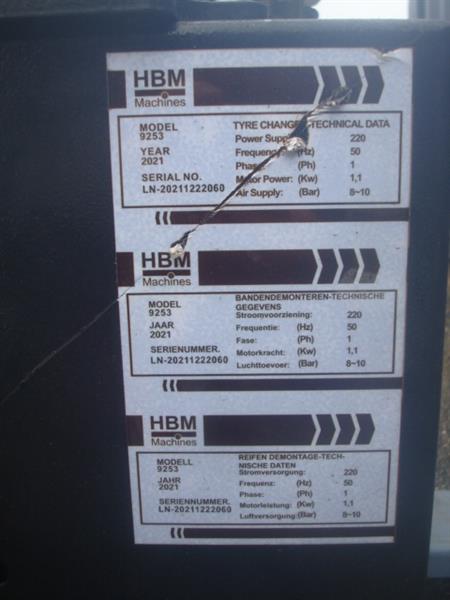 HBM
Machines
MODEL
9253
YEAR
2021
SERIAL NO.
LN-20211222060
TYRE CHANGER-TECHNICAL DATA
Power Supply 220
Frequency (Hz) 50
Phase (Ph) 1
Motor Power: (Kw) 1,1
Air Supply: (Bar) 8~10
HBM
Machines
MODEL
9253
JAAR
2021
SERIENUMMER.
LN-20211222060
BANDENDEMONTEREN-TECHNISCHE
GEGEVENS
Stroomvoorziening: 220
Frequentie: (Hz) 50
Fase: (Ph) 1
Motorkracht: (Kw) 1,1
Luchttoevoer: (Bar) 8~10
HBM
Machines
MODELL
9253
JAHR
2021
SERIENNUMMER.
LN-20211222060
REIFEN DEMONTAGE-TECH-
NISCHE DATEN
Stromversorgung: 220
Frequenz: (Hz) 50
Phase: (Ph) 1
Motorleistung: (Kw) 1,1
Luftversorgung: (Bar) 8~10